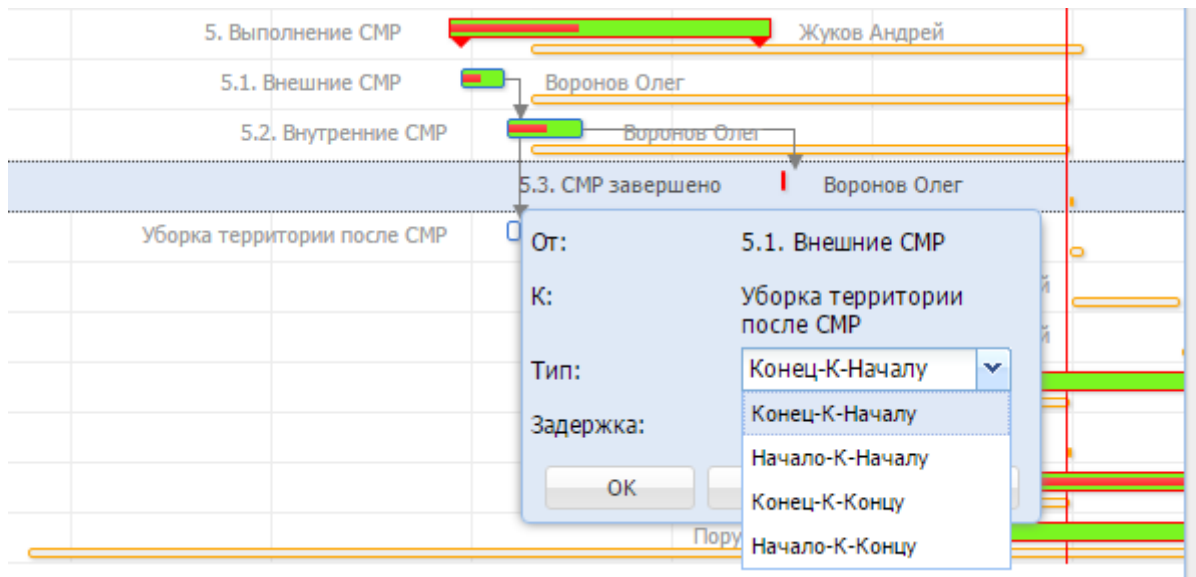 5. Выполнение СМР Жуков Андрей
5.1. Внешние СМР Воронов Олег
5.2. Внутренние СМР Воронов Олег
5.3. СМР завершено Воронов Олег
Уборка территории после СМР
От: 5.1. Внешние СМР
К: Уборка территории
после СМР
й
й
Тип: Конец-К-Началу
Конец-К-Началу
Задержка:
Начало-К-Началу
OK
Конец-К-Концу
Пору
Начало-К-Концу